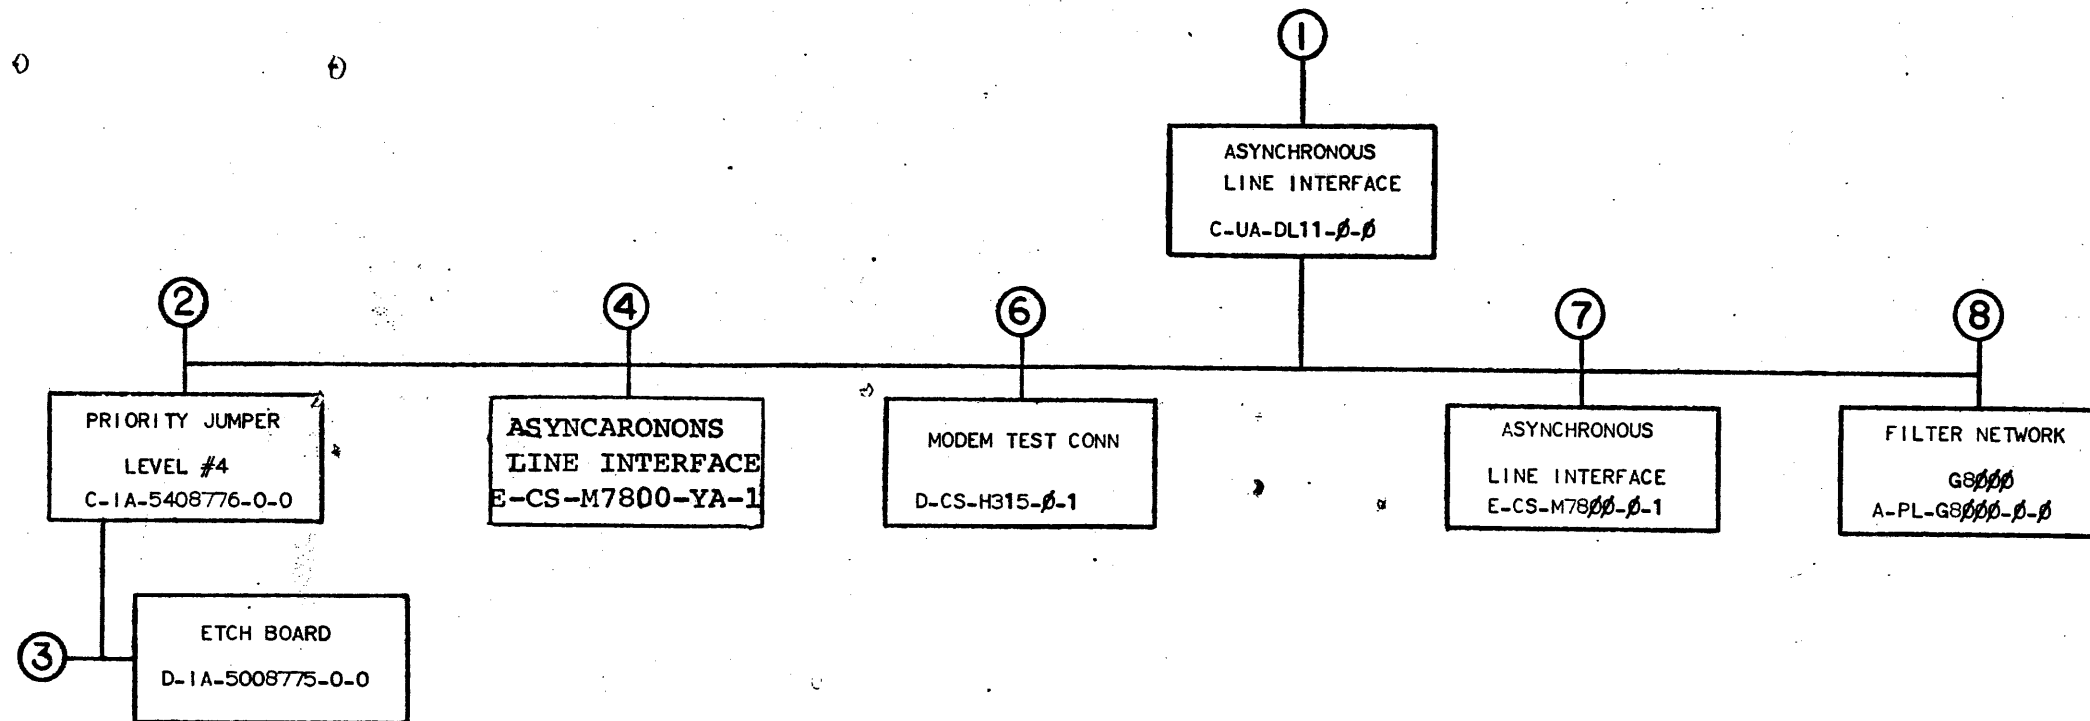 1
ASYNCHRONOUS
LINE INTERFACE
C-UA-DL11-Ø-Ø
2
4
6
7
8
PRIORITY JUMPER
LEVEL #4
C-IA-5408776-0-0
ASYNCARONONS
LINE INTERFACE
E-CS-M7800-YA-1
MODEM TEST CONN
D-CS-H315-Ø-1
ASYNCHRONOUS
LINE INTERFACE
E-CS-M78ØØ-Ø-1
FILTER NETWORK
G8ØØØ
A-PL-G8ØØØ-Ø-Ø
3
ETCH BOARD
D-IA-5008775-0-0